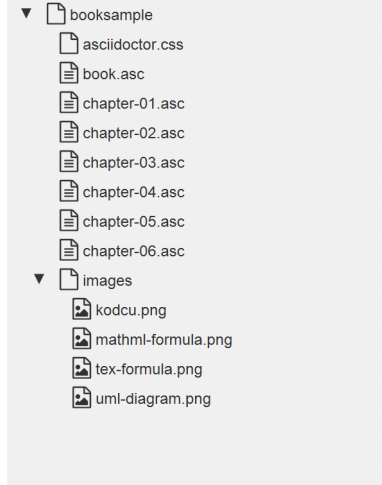 booksample
asciidoctor.css
book.asc
chapter-01.asc
chapter-02.asc
chapter-03.asc
chapter-04.asc
chapter-05.asc
chapter-06.asc
images
kodcu.png
mathml-formula.png
tex-formula.png
uml-diagram.png